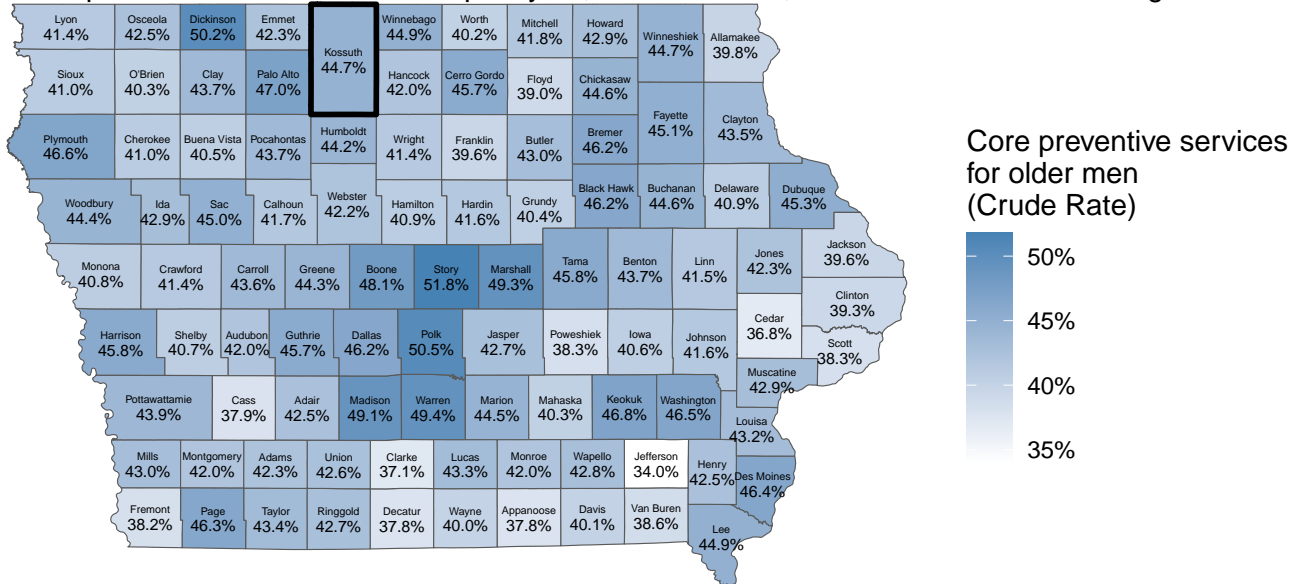 Lyon Osceola Dickinson Emmet Winnebago Worth Mitchell Howard Winneshiek Allamakee
41.4% 42.5% 50.2% 42.3% 44.9% 40.2% 41.8% 42.9% 44.7% 39.8%
Kossuth
44.7%
Sioux O'Brien Clay Palo Alto Hancock Cerro Gordo Floyd Chickasaw
41.0% 40.3% 43.7% 47.0% 42.0% 45.7% 39.0% 44.6%
Fayette Clayton
45.1% 43.5%
Plymouth Cherokee Buena Vista Pocahontas Humboldt Wright Franklin Butler Bremer
46.6% 41.0% 40.5% 43.7% 44.2% 41.4% 39.6% 43.0% 46.2%
Core preventive services
for older men
(Crude Rate)
50%
45%
40%
35%
Woodbury Ida Sac Calhoun Webster Hamilton Hardin Grundy Black Hawk Buchanan Delaware Dubuque
44.4% 42.9% 45.0% 41.7% 42.2% 40.9% 41.6% 40.4% 46.2% 44.6% 40.9% 45.3%
Monona Crawford Carroll Greene Boone Story Marshall Tama Benton Linn Jones Jackson
40.8% 41.4% 43.6% 44.3% 48.1% 51.8% 49.3% 45.8% 43.7% 41.5% 42.3% 39.6%
Clinton
39.3%
Harrison Shelby Audubon Guthrie Dallas Polk Jasper Poweshiek Iowa Johnson Cedar Scott
45.8% 40.7% 42.0% 45.7% 46.2% 50.5% 42.7% 38.3% 40.6% 41.6% 36.8% 38.3%
Muscatine
42.9%
Pottawattamie Cass Adair Madison Warren Marion Mahaska Keokuk Washington
43.9% 37.9% 42.5% 49.1% 49.4% 44.5% 40.3% 46.8% 46.5%
Louisa
43.2%
Mills Montgomery Adams Union Clarke Lucas Monroe Wapello Jefferson Henry Des Moines
43.0% 42.0% 42.3% 42.6% 37.1% 43.3% 42.0% 42.8% 34.0% 42.5% 46.4%
Fremont Page Taylor Ringgold Decatur Wayne Appanoose Davis Van Buren Lee
38.2% 46.3% 43.4% 42.7% 37.8% 40.0% 37.8% 40.1% 38.6% 44.9%